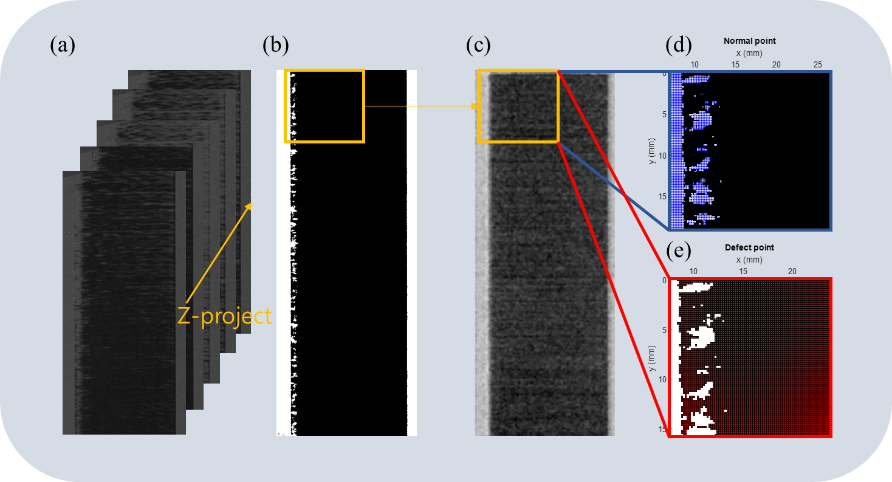 (a)
(b)
(c)
(d)
Normal point
x (mm)
10 15 20 25
0
5
10
15
y (mm)
Z-project
(e)
Defect point
x (mm)
10 15 20
0
5
10
15
y (mm)